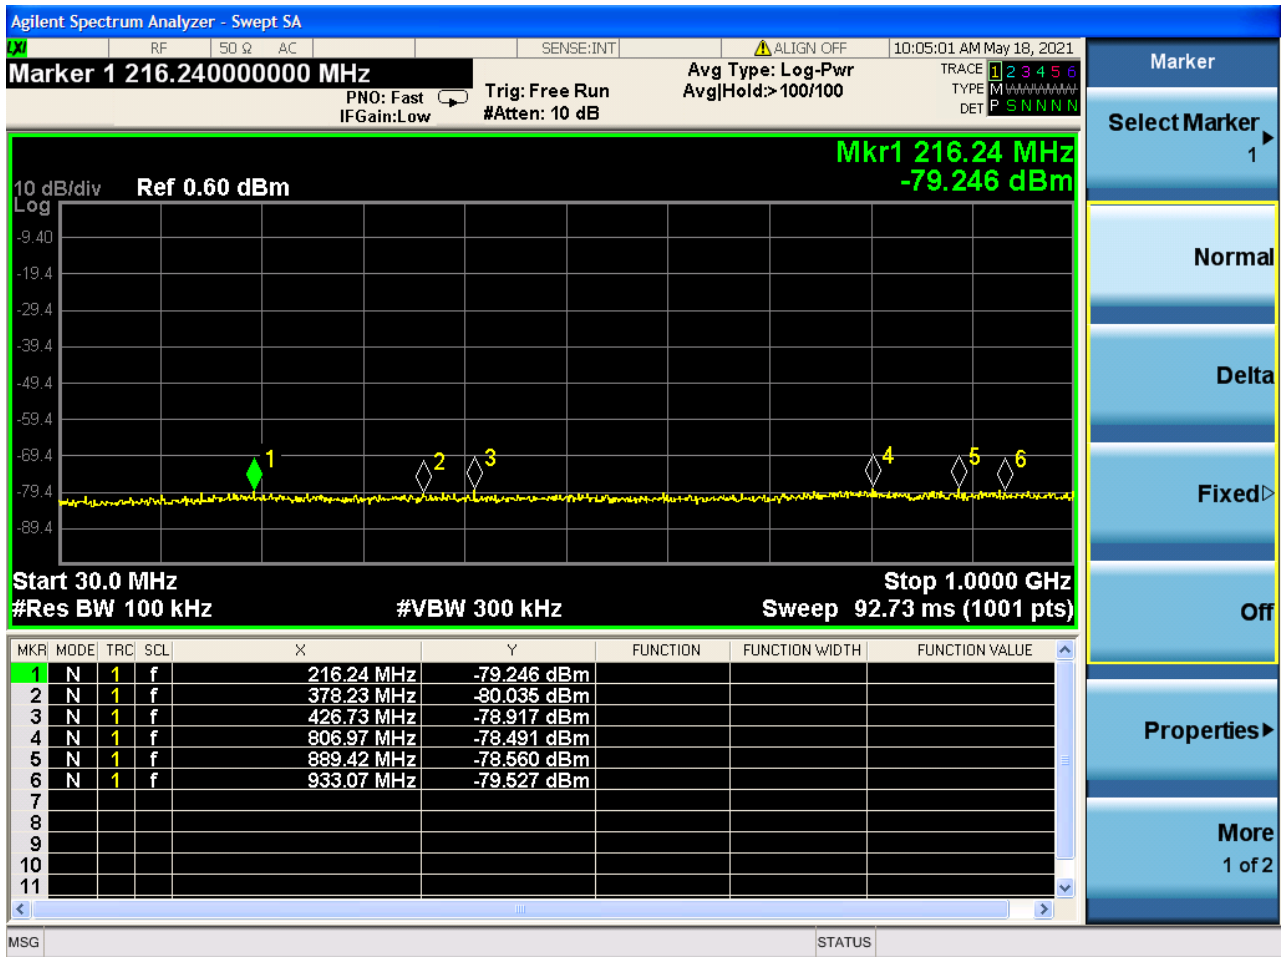 Agilent Spectrum Analyzer - Swept SA
LXI RF 50 Ω AC SENSE:INT ALIGN OFF 10:05:01 AM May 18, 2021
Marker 1 216.240000000 MHz
PNO: Fast
IFGain:Low
Trig: Free Run
#Atten: 10 dB
Avg Type: Log-Pwr
Avg|Hold:>100/100
TRACE 1 2 3 4 5 6
TYPE M WWWWW
DET P S N N N N
Mkr1 216.24 MHz
-79.246 dBm
10 dB/div Ref 0.60 dBm
Log
-9.40
-19.4
-29.4
-39.4
-49.4
-59.4
-69.4
-79.4
-89.4
1 2 3 4 5 6
Start 30.0 MHz Stop 1.0000 GHz
#Res BW 100 kHz #VBW 300 kHz Sweep 92.73 ms (1001 pts)
MKR MODE TRC SCL X Y FUNCTION FUNCTION WIDTH FUNCTION VALUE
1 N 1 f 216.24 MHz -79.246 dBm
2 N 1 f 378.23 MHz -80.035 dBm
3 N 1 f 426.73 MHz -78.917 dBm
4 N 1 f 806.97 MHz -78.491 dBm
5 N 1 f 889.42 MHz -78.560 dBm
6 N 1 f 933.07 MHz -79.527 dBm
7
8
9
10
11
MSG STATUS
Marker
Select Marker
1
Normal
Delta
Fixed
Off
Properties
More
1 of 2